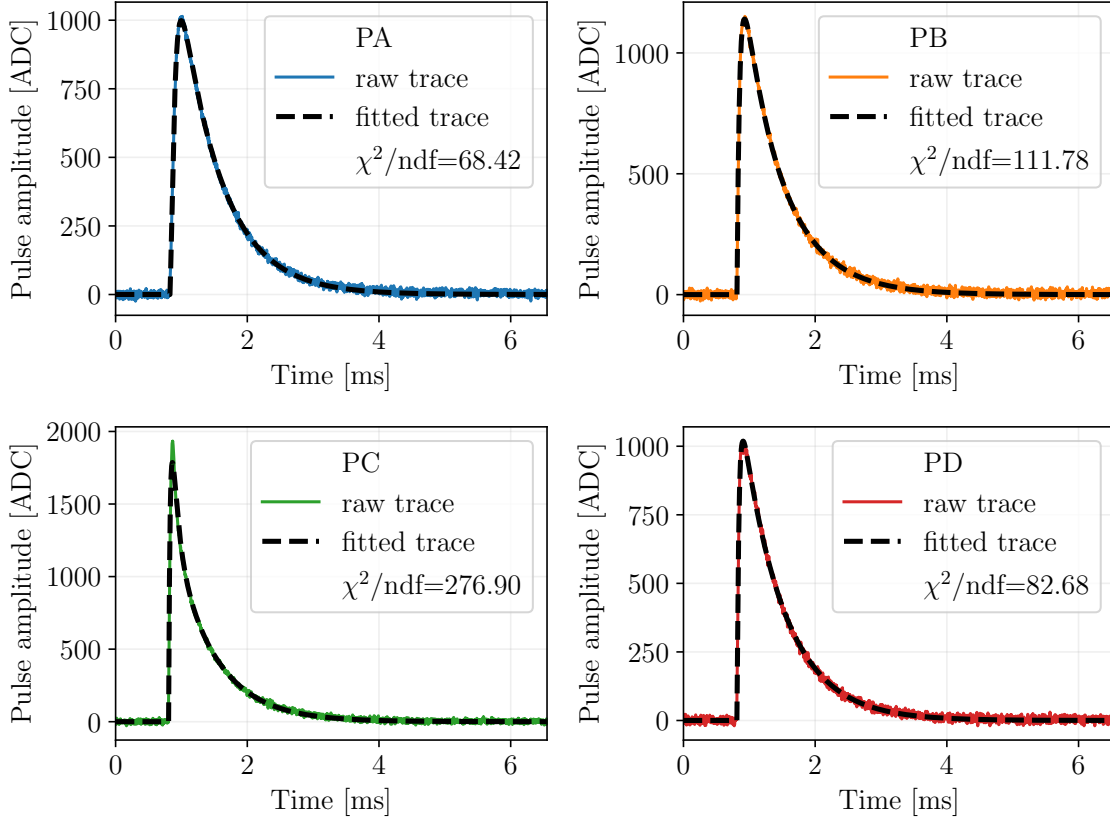 Pulse amplitude [ADC]
1000
750
500
250
0
PA
raw trace
fitted trace
χ²/ndf=68.42
0 2 4 6
Time [ms]
Pulse amplitude [ADC]
1000
500
0
PB
raw trace
fitted trace
χ²/ndf=111.78
0 2 4 6
Time [ms]
Pulse amplitude [ADC]
2000
1750
1500
1250
1000
750
500
250
0
PC
raw trace
fitted trace
χ²/ndf=276.90
0 2 4 6
Time [ms]
Pulse amplitude [ADC]
1000
750
500
250
0
PD
raw trace
fitted trace
χ²/ndf=82.68
0 2 4 6
Time [ms]